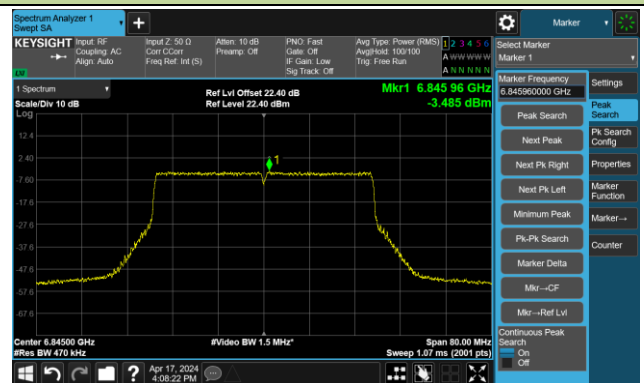 Spectrum Analyzer 1
Swept SA
+
Marker
KEYSIGHT
Input: RF
Coupling: AC
Align: Auto
Input Z: 50 Ω
Corr CCorr
Freq Ref: Int (S)
Atten: 10 dB
Preamp: Off
PNO: Fast
Gate: Off
IF Gain: Low
Sig Track: Off
Avg Type: Power (RMS)
Avg|Hold: 100/100
Trig: Free Run
1 2 3 4 5 6
A W W W W W
A N N N N N
LXI
Select Marker
Marker 1
1 Spectrum
Scale/Div 10 dB
Log
Ref Lvl Offset 22.40 dB
Ref Level 22.40 dBm
Mkr1 6.845 96 GHz
-3.485 dBm
12.4
2.40
-7.60
-17.6
-27.6
-37.6
-47.6
-57.6
-67.6
1
Center 6.84500 GHz
#Res BW 470 kHz
#Video BW 1.5 MHz*
Span 80.00 MHz
Sweep 1.07 ms (2001 pts)
Marker Frequency
6.845960000 GHz
Peak Search
Next Peak
Next Pk Right
Next Pk Left
Minimum Peak
Pk-Pk Search
Marker Delta
Mkr→CF
Mkr→Ref Lvl
Continuous Peak
Search
On
Off
Settings
Peak
Search
Pk Search
Config
Properties
Marker
Function
Marker→
Counter
?
Apr 17, 2024
4:08:22 PM